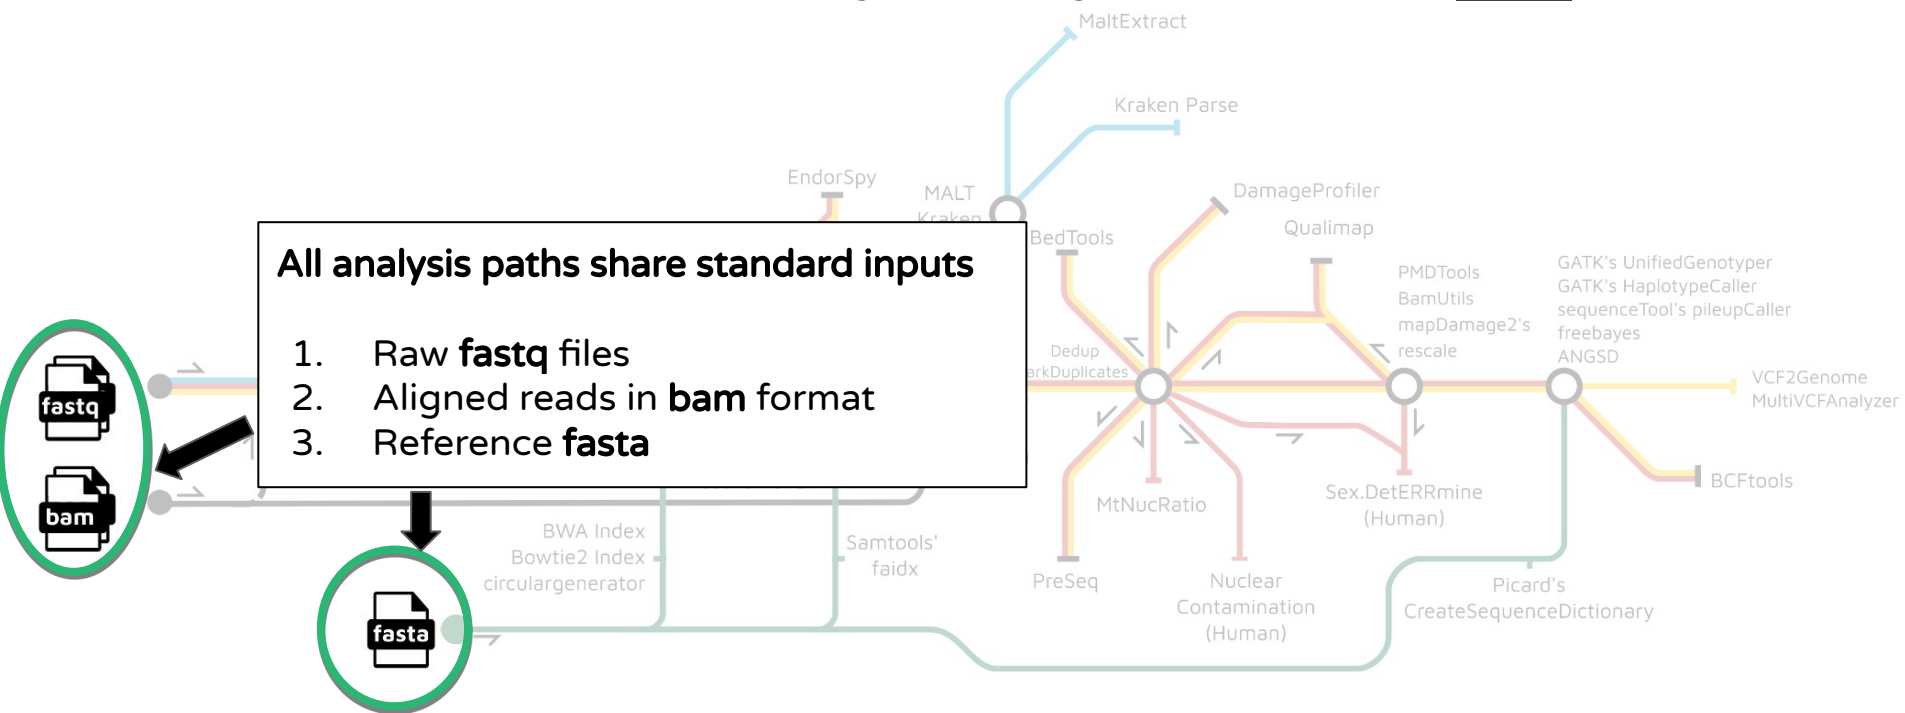 MaltExtract
Kraken Parse
EndorSpy
MALT
Kraken
DamageProfiler
Qualimap
BedTools
All analysis paths share standard inputs
1. Raw fastq files
2. Aligned reads in bam format
3. Reference fasta
PMDTools
BamUtils
mapDamage2's
rescale
GATK's UnifiedGenotyper
GATK's HaplotypeCaller
sequenceTool's pileupCaller
freebayes
ANGSD
Dedup
arkDuplicates
VCF2Genome
MultiVCFAnalyzer
fastq
bam
BCFtools
MtNucRatio
Sex.DetERRmine
(Human)
BWA Index
Bowtie2 Index
circulargenerator
Samtools'
faidx
PreSeq
Nuclear
Contamination
(Human)
Picard's
CreateSequenceDictionary
fasta